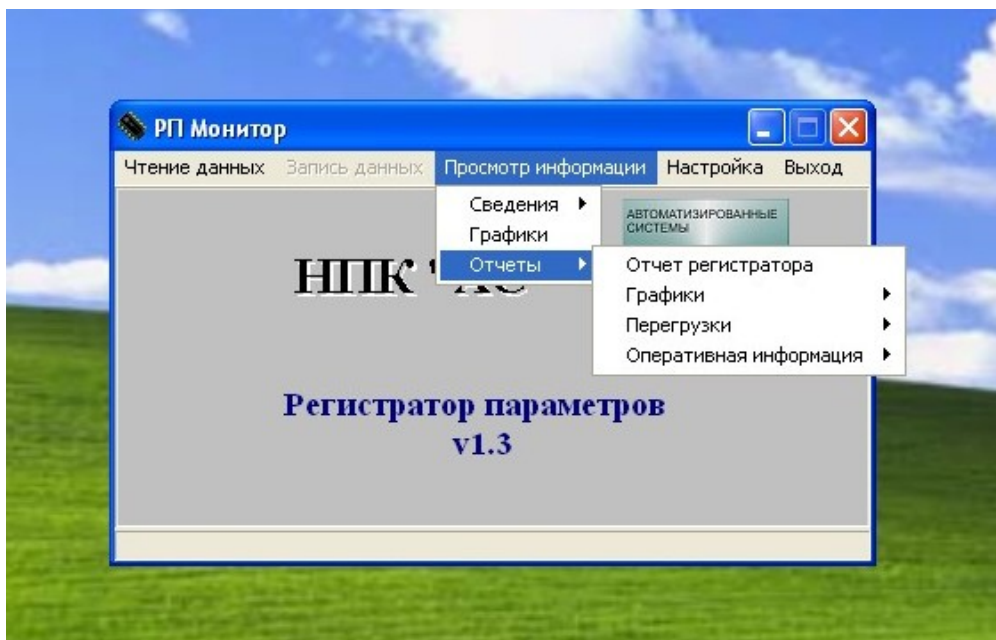 РП Монитор
Чтение данных Запись данных Просмотр информации Настройка Выход
Сведения
Графики
Отчеты
АВТОМАТИЗИРОВАННЫЕ
СИСТЕМЫ
Отчет регистратора
Графики
Перегрузки
Оперативная информация
НПК "АС
Регистратор параметров
v1.3